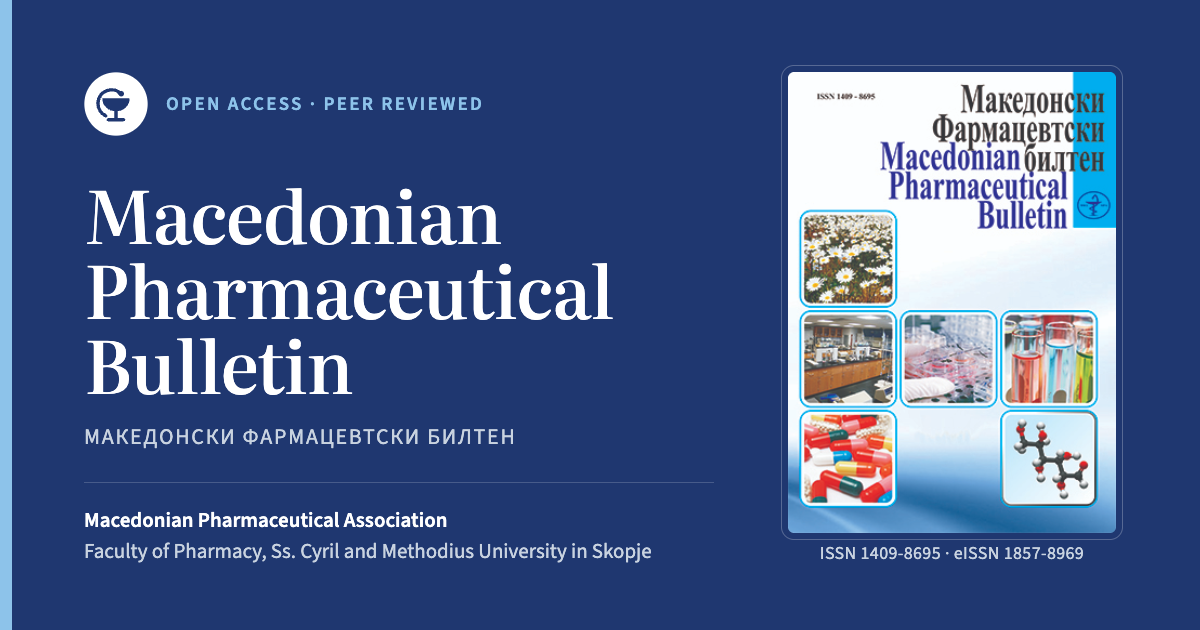 OPEN ACCESS · PEER REVIEWED
Macedonian
Pharmaceutical
Bulletin
МАКЕДОНСКИ ФАРМАЦЕВТСКИ БИЛТЕН
Macedonian Pharmaceutical Association
Faculty of Pharmacy, Ss. Cyril and Methodius University in Skopje
ISSN 1409 - 8695
Македонски
Фармацевтски
билтен
Macedonian
Pharmaceutical
Bulletin
ISSN 1409-8695 · eISSN 1857-8969